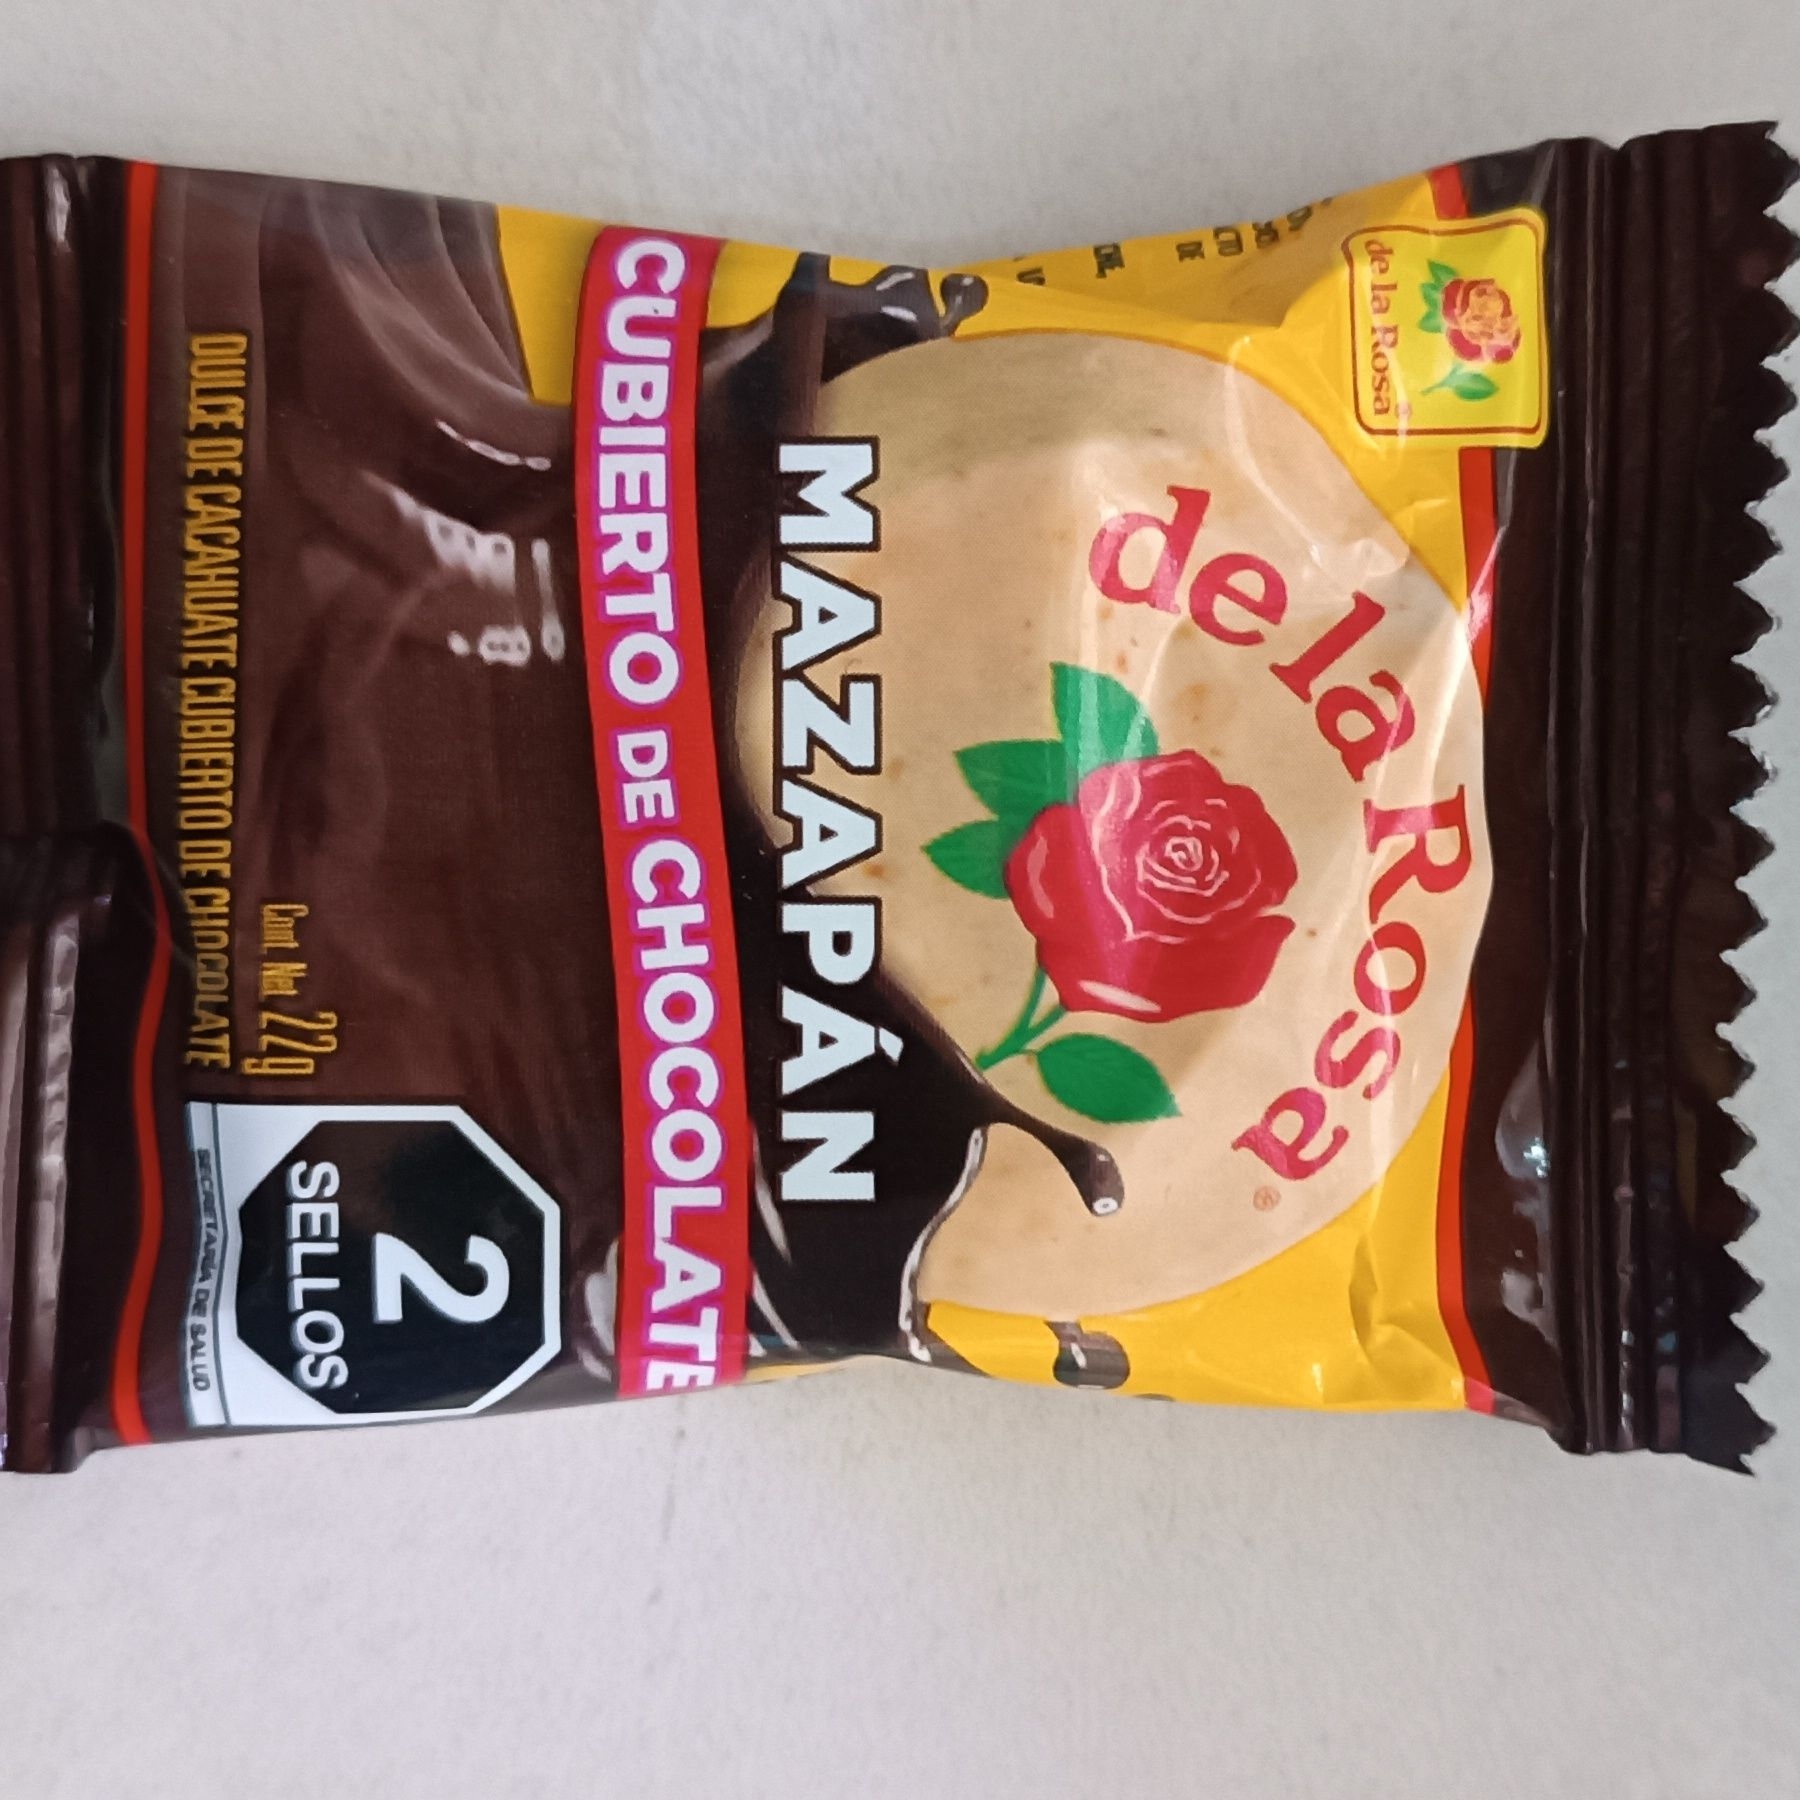 de la Rosa
de la Rosa®
MAZAPÁN
CUBIERTO DE CHOCOLATE
2
SELLOS
Cont. Net. 22g
DULCE DE CACAHUATE CUBIERTO DE CHOCOLATE
SECRETARÍA DE SALUD